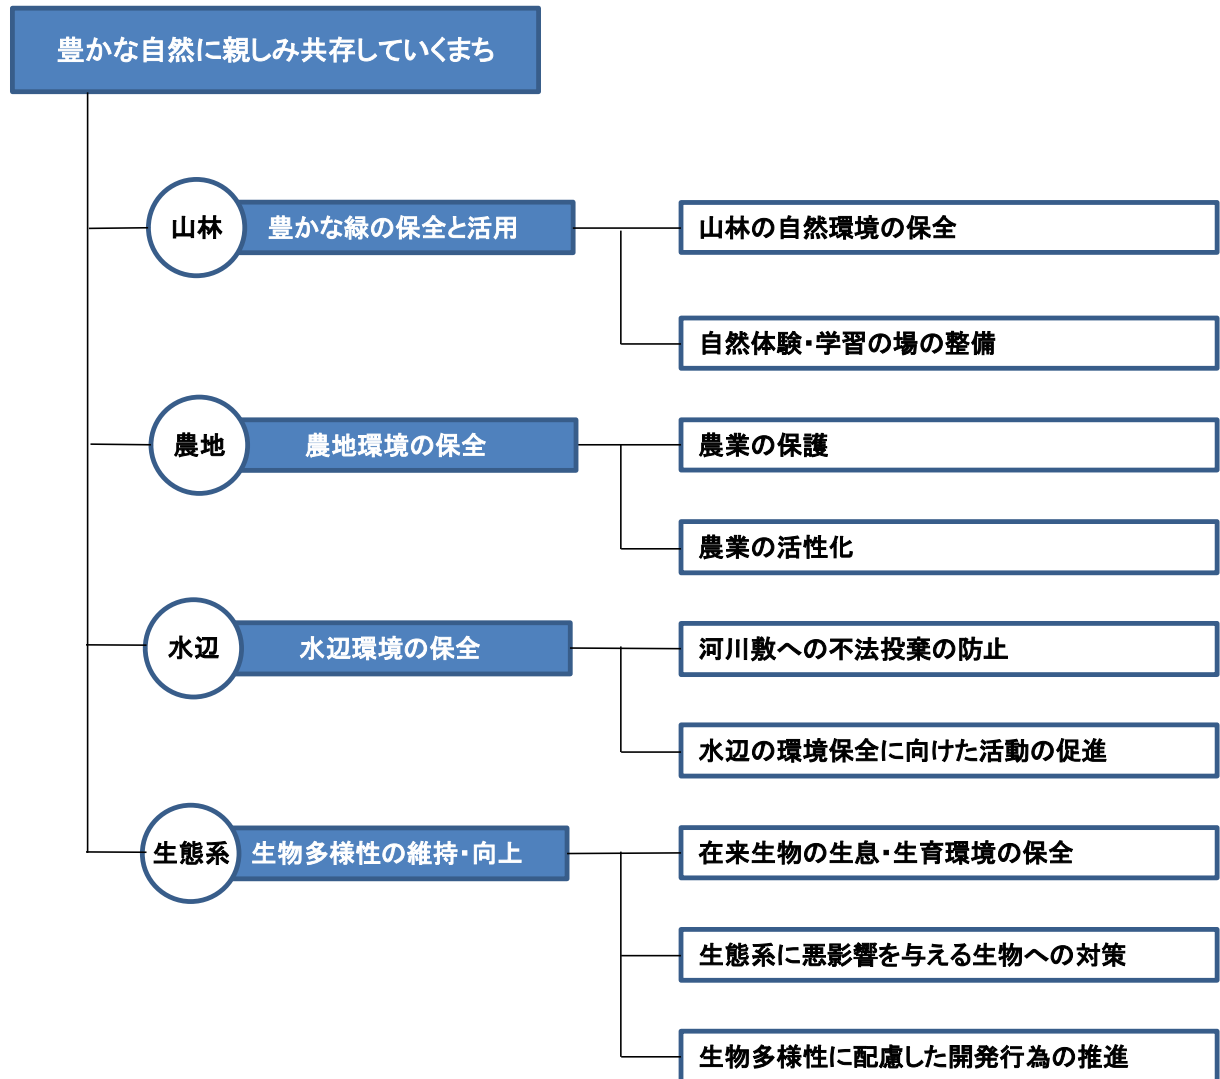 豊かな自然に親しみ共存していくまち
山林
豊かな緑の保全と活用
山林の自然環境の保全
自然体験・学習の場の整備
農地
農地環境の保全
農業の保護
農業の活性化
水辺
水辺環境の保全
河川敷への不法投棄の防止
水辺の環境保全に向けた活動の促進
生態系
生物多様性の維持・向上
在来生物の生息・生育環境の保全
生態系に悪影響を与える生物への対策
生物多様性に配慮した開発行為の推進